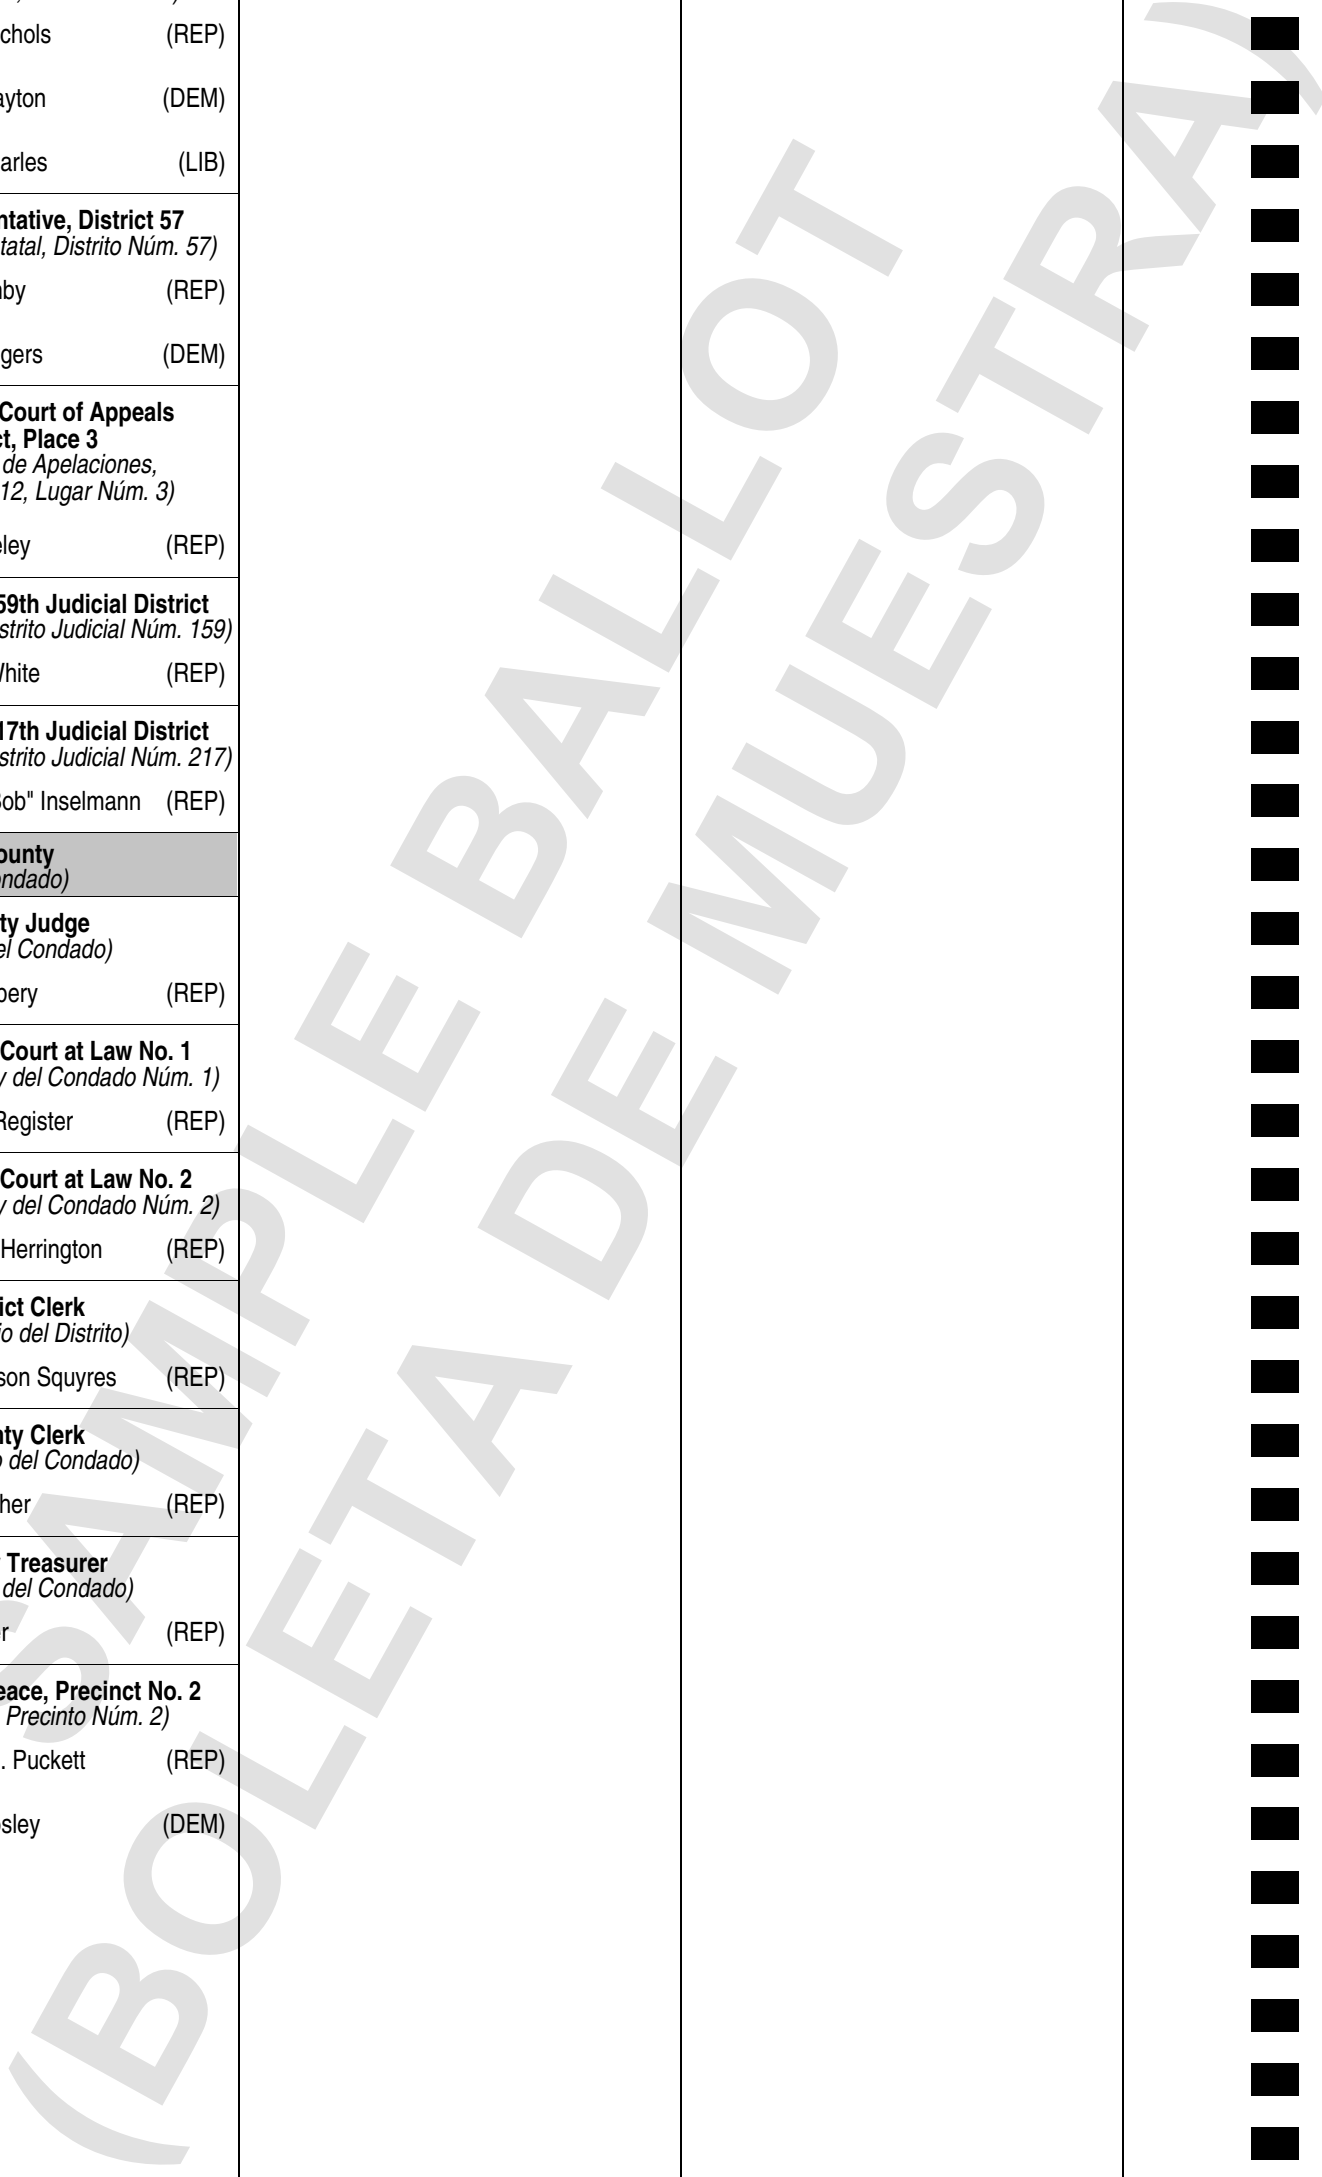 chols (REP)
ayton (DEM)
arles (LIB)
ntative, District 57
tatal, Distrito Núm. 57)
nby (REP)
gers (DEM)
Court of Appeals
ct, Place 3
de Apelaciones,
12, Lugar Núm. 3)
eley (REP)
59th Judicial District
strito Judicial Núm. 159)
White (REP)
17th Judicial District
strito Judicial Núm. 217)
Bob" Inselmann (REP)
ounty
ondado)
ty Judge
el Condado)
bery (REP)
Court at Law No. 1
y del Condado Núm. 1)
Register (REP)
Court at Law No. 2
y del Condado Núm. 2)
Herrington (REP)
ict Clerk
io del Distrito)
son Squyres (REP)
nty Clerk
o del Condado)
ther (REP)
Treasurer
del Condado)
er (REP)
eace, Precinct No. 2
Precinto Núm. 2)
. Puckett (REP)
sley (DEM)
SAMPLE BALLOT
(BOLETA DE MUESTRA)